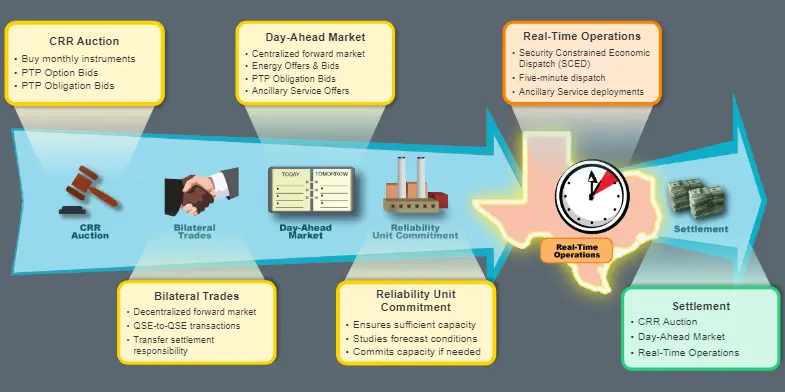 CRR Auction
• Buy monthly instruments
• PTP Option Bids
• PTP Obligation Bids
Day-Ahead Market
• Centralized forward market
• Energy Offers & Bids
• PTP Obligation Bids
• Ancillary Service Offers
Real-Time Operations
• Security Constrained Economic
Dispatch (SCED)
• Five-minute dispatch
• Ancillary Service deployments
TODAY
TOMORROW
CRR
Auction
Bilateral
Trades
Day-Ahead
Market
Reliability
Unit Commitment
Real-Time
Operations
Settlement
Bilateral Trades
• Decentralized forward market
• QSE-to-QSE transactions
• Transfer settlement
responsibility
Reliability Unit
Commitment
• Ensures sufficient capacity
• Studies forecast conditions
• Commits capacity if needed
Settlement
• CRR Auction
• Day-Ahead Market
• Real-Time Operations